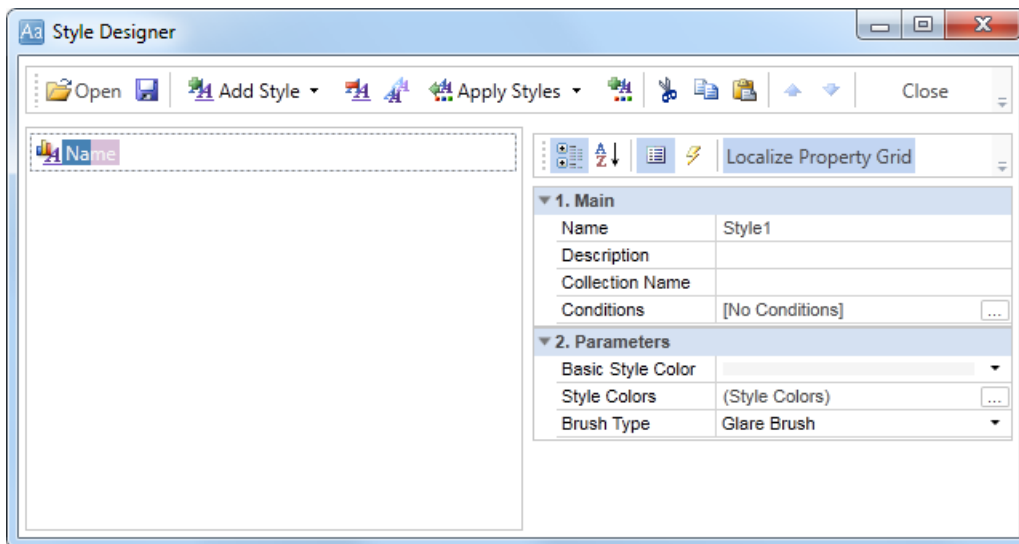 Aa Style Designer
Open Add Style Apply Styles Close
Name
Localize Property Grid
1. Main
Name Style1
Description
Collection Name
Conditions [No Conditions] ...
2. Parameters
Basic Style Color
Style Colors (Style Colors) ...
Brush Type Glare Brush